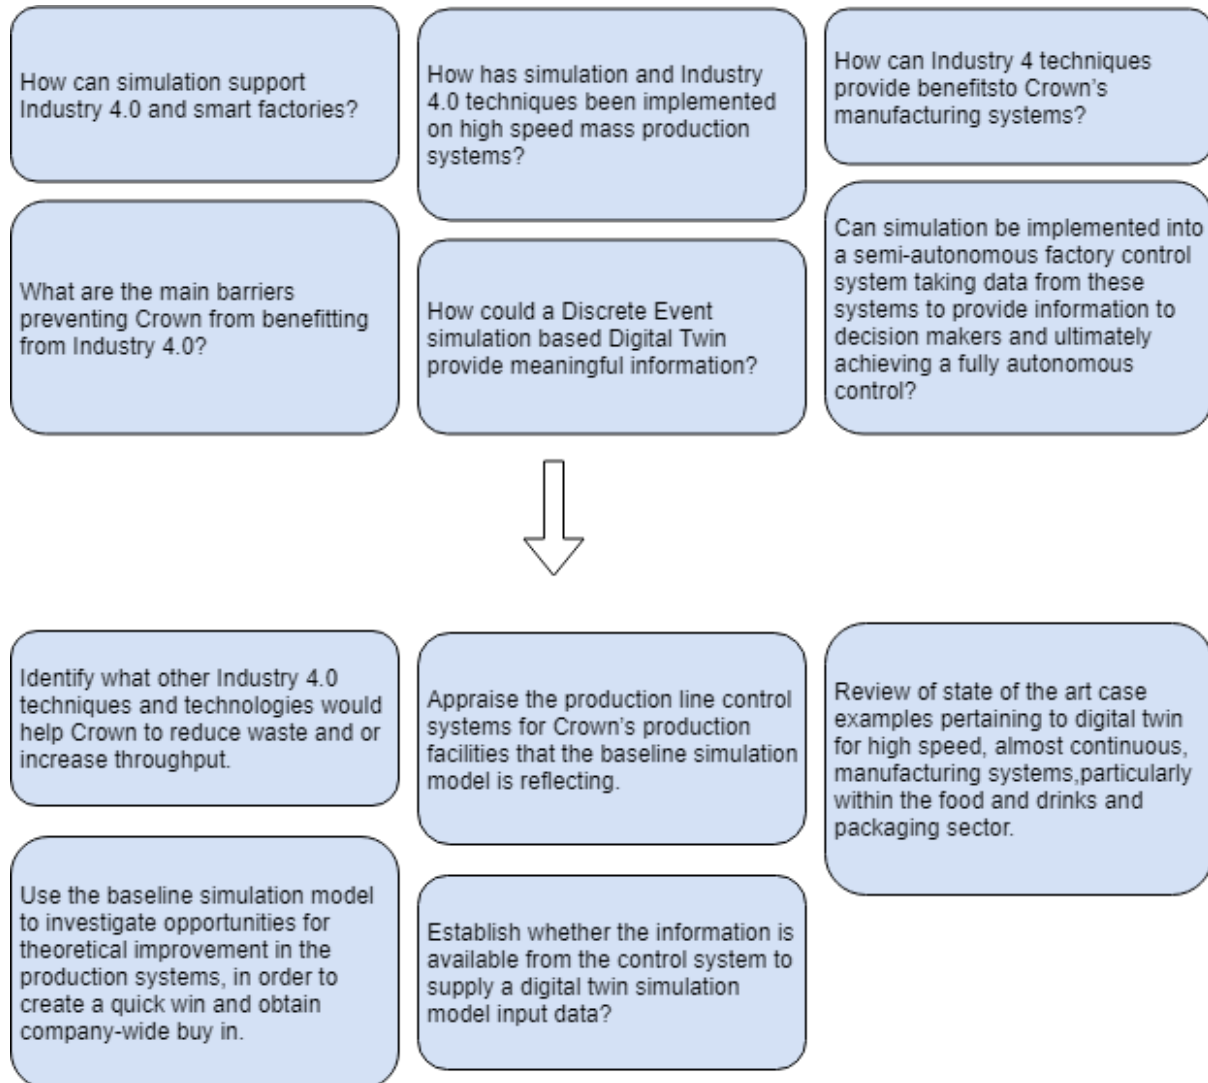 How can simulation support
Industry 4.0 and smart factories?
How has simulation and Industry
4.0 techniques been implemented
on high speed mass production
systems?
How can Industry 4 techniques
provide benefitsto Crown's
manufacturing systems?
What are the main barriers
preventing Crown from benefitting
from Industry 4.0?
How could a Discrete Event
simulation based Digital Twin
provide meaningful information?
Can simulation be implemented into
a semi-autonomous factory control
system taking data from these
systems to provide information to
decision makers and ultimately
achieving a fully autonomous
control?
Identify what other Industry 4.0
techniques and technologies would
help Crown to reduce waste and or
increase throughput.
Appraise the production line control
systems for Crown's production
facilities that the baseline simulation
model is reflecting.
Review of state of the art case
examples pertaining to digital twin
for high speed, almost continuous,
manufacturing systems,particularly
within the food and drinks and
packaging sector.
Use the baseline simulation model
to investigate opportunities for
theoretical improvement in the
production systems, in order to
create a quick win and obtain
company-wide buy in.
Establish whether the information is
available from the control system to
supply a digital twin simulation
model input data?